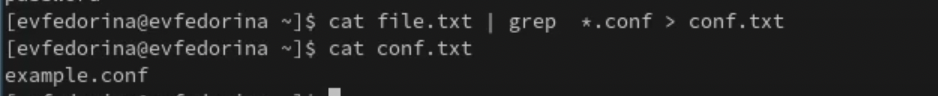 [evfedorina@evfedorina ~]$ cat file.txt | grep  *.conf > conf.txt
[evfedorina@evfedorina ~]$ cat conf.txt
example.conf